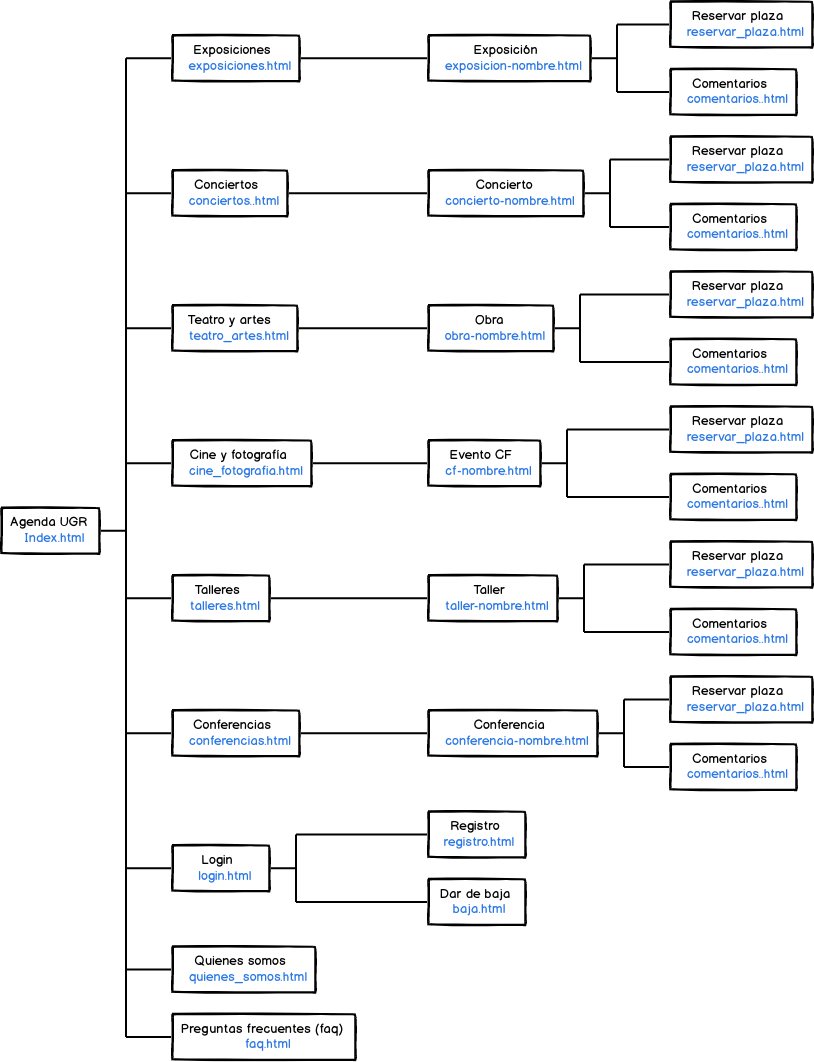 Reservar plaza
reservar_plaza.html
Exposiciones
exposiciones.html
Exposición
exposicion-nombre.html
Comentarios
comentarios..html
Reservar plaza
reservar_plaza.html
Conciertos
conciertos..html
Concierto
concierto-nombre.html
Comentarios
comentarios..html
Reservar plaza
reservar_plaza.html
Teatro y artes
teatro_artes.html
Obra
obra-nombre.html
Comentarios
comentarios..html
Reservar plaza
reservar_plaza.html
Cine y fotografía
cine_fotografia.html
Evento CF
cf-nombre.html
Comentarios
comentarios..html
Agenda UGR
Index.html
Reservar plaza
reservar_plaza.html
Talleres
talleres.html
Taller
taller-nombre.html
Comentarios
comentarios..html
Reservar plaza
reservar_plaza.html
Conferencias
conferencias.html
Conferencia
conferencia-nombre.html
Comentarios
comentarios..html
Registro
registro.html
Login
login.html
Dar de baja
baja.html
Quienes somos
quienes_somos.html
Preguntas frecuentes (faq)
faq.html